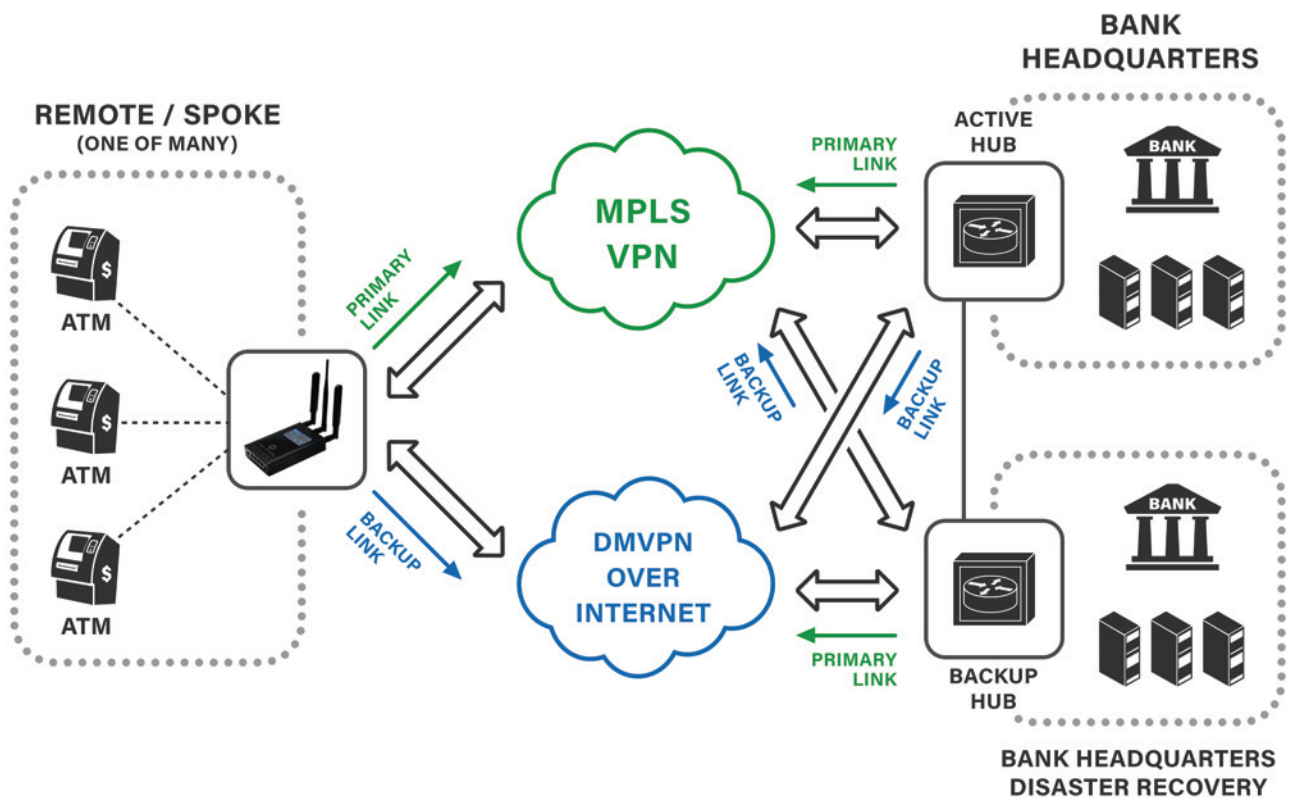 BANK
HEADQUARTERS
REMOTE / SPOKE
(ONE OF MANY)
ATM
ATM
ATM
PRIMARY
LINK
BACKUP
LINK
MPLS
VPN
DMVPN
OVER
INTERNET
PRIMARY
LINK
BACKUP
LINK
BACKUP
LINK
PRIMARY
LINK
ACTIVE
HUB
BANK
BACKUP
HUB
BANK
BANK HEADQUARTERS
DISASTER RECOVERY
$
$
$